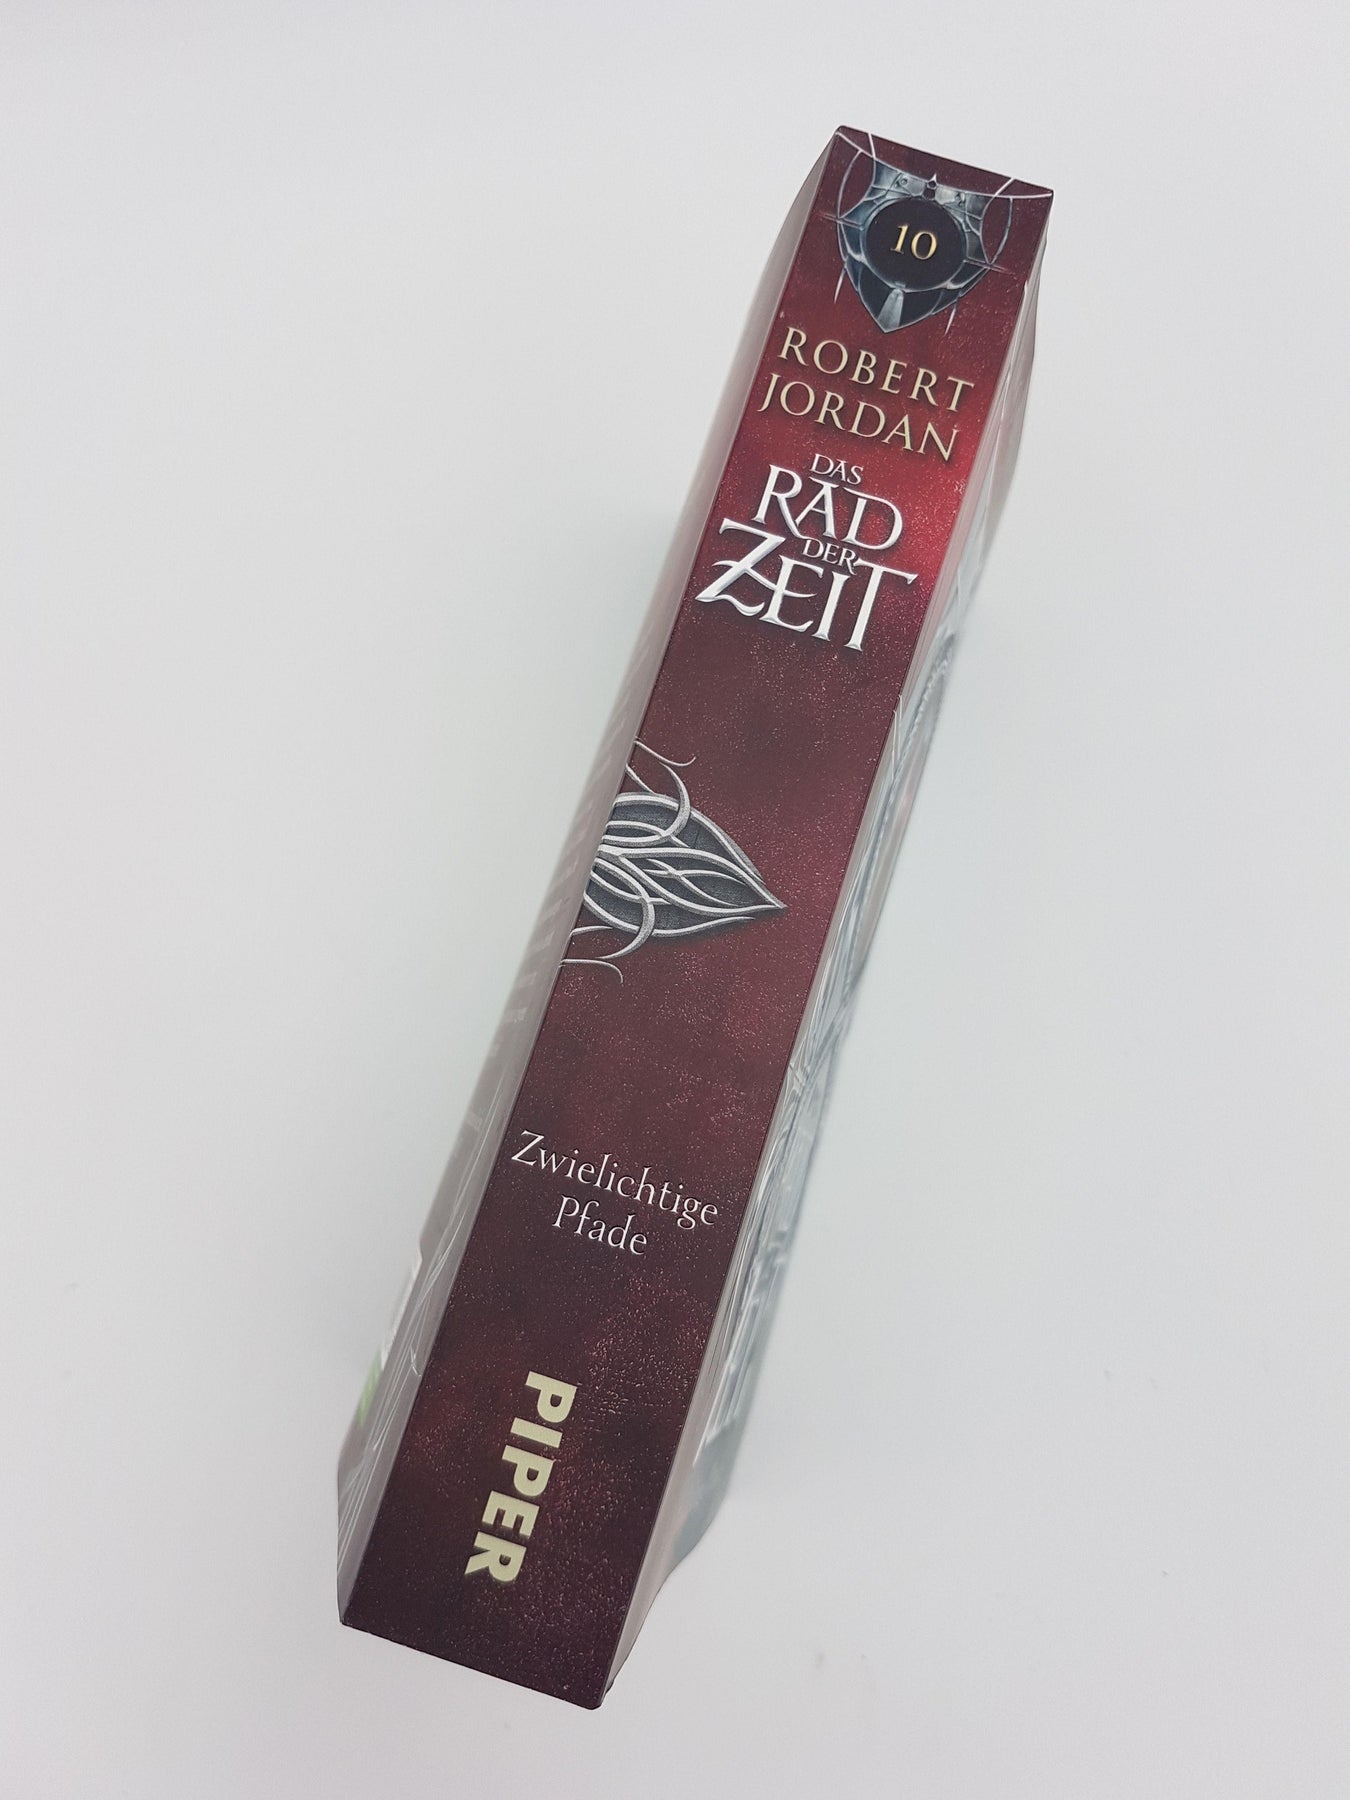 10
ROBERT
JORDAN
DAS
RAD
DER
ZEIT
Zwielichtige
Pfade
PIPER